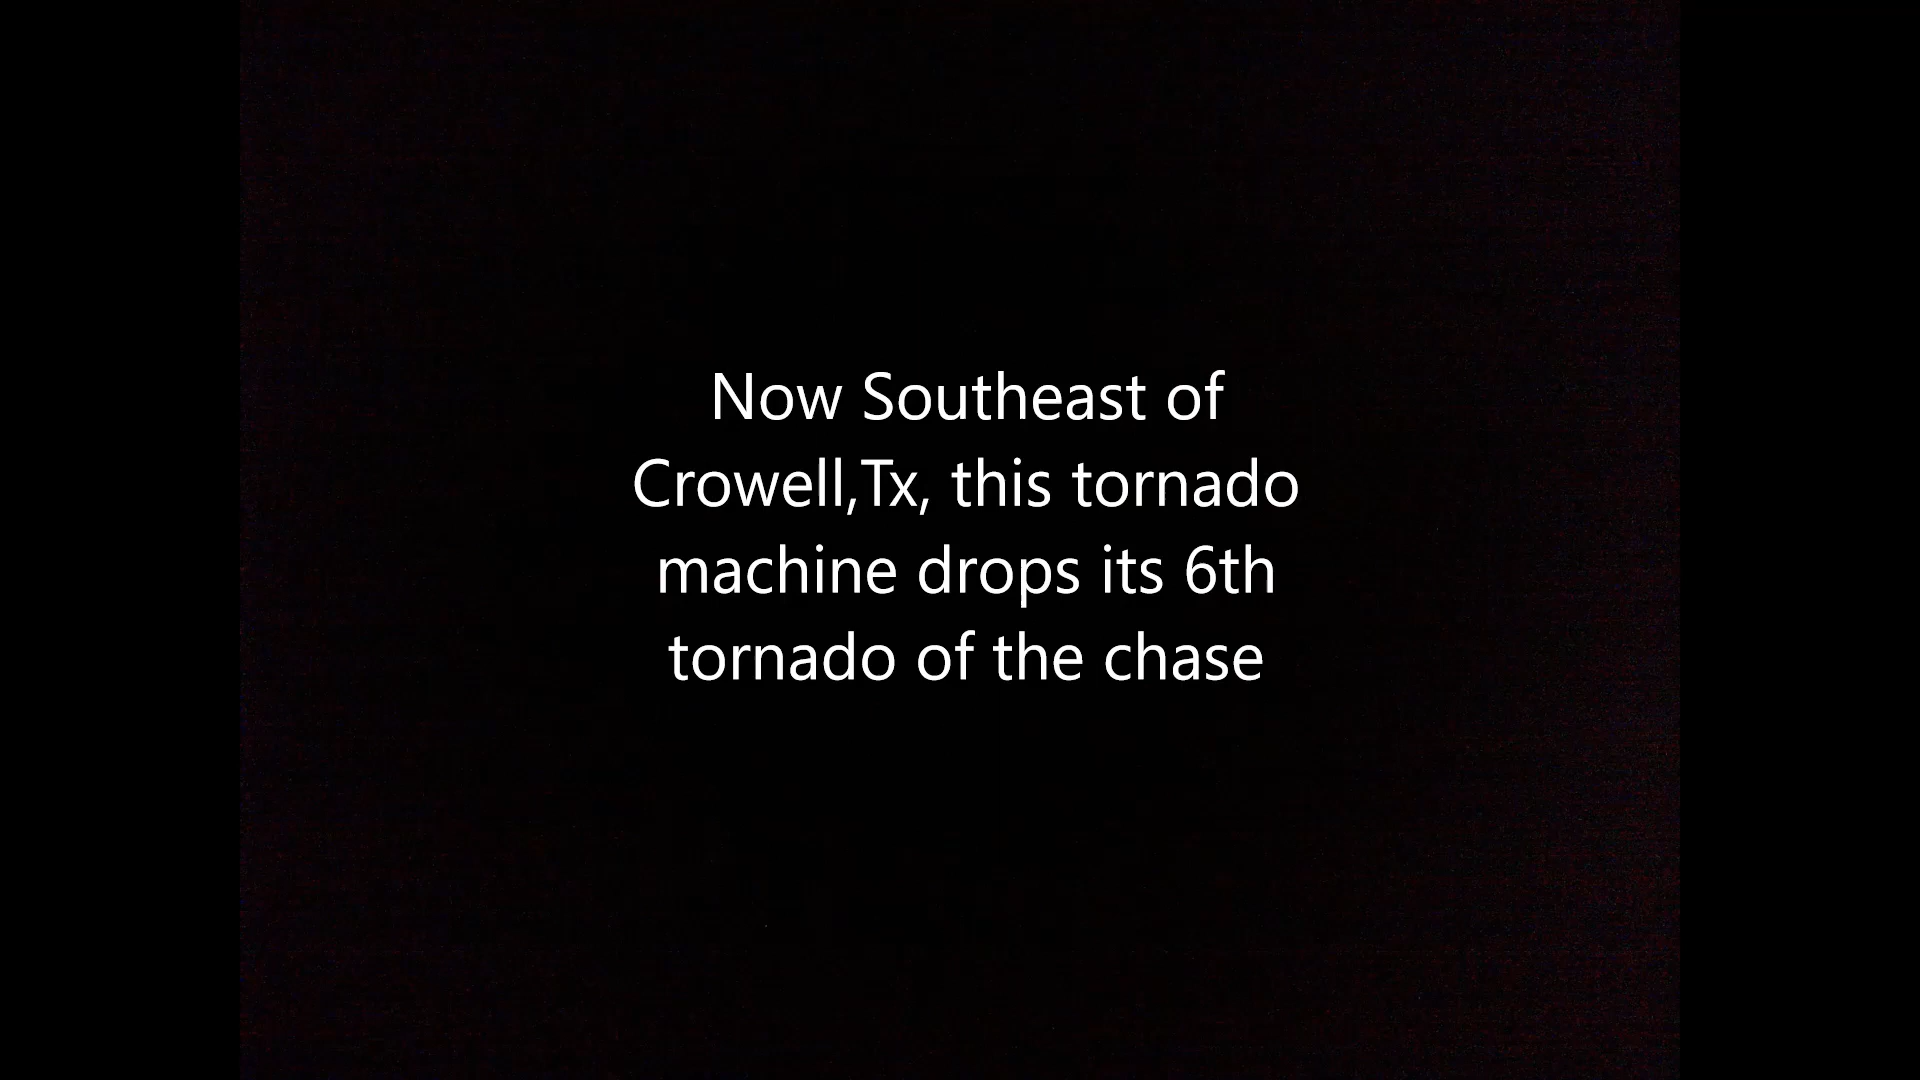 Now Southeast of
Crowell,Tx, this tornado
machine drops its 6th
tornado of the chase